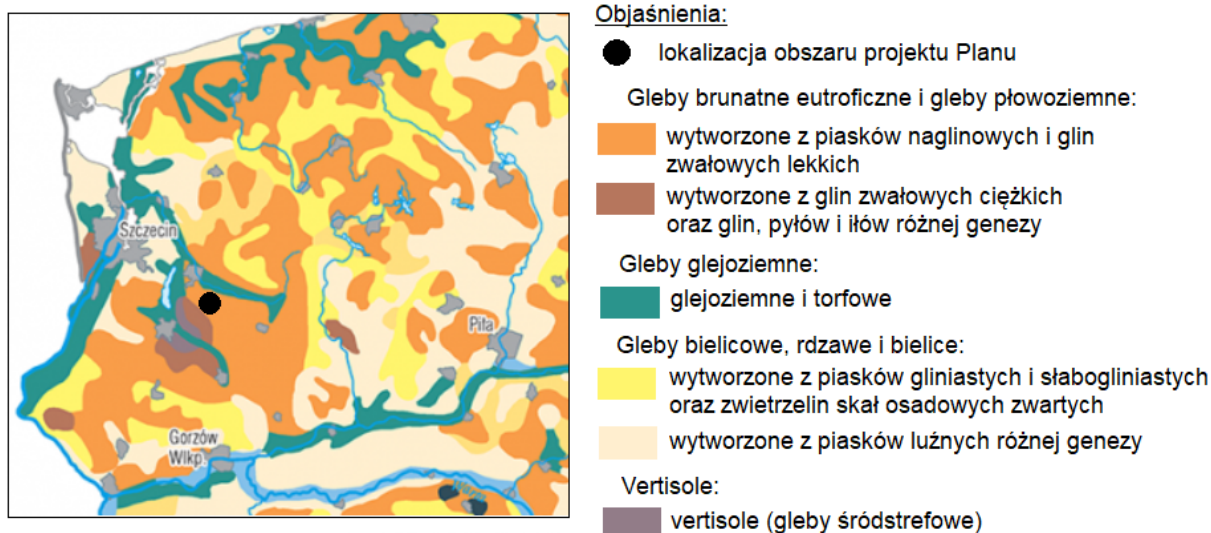 Objaśnienia:
lokalizacja obszaru projektu Planu
Gleby brunatne eutroficzne i gleby płowoziemne:
wytworzone z piasków naglinowych i glin
zwałowych lekkich
wytworzone z glin zwałowych ciężkich
oraz glin, pyłów i iłów różnej genezy
Gleby glejoziemne:
glejoziemne i torfowe
Gleby bielicowe, rdzawe i bielice:
wytworzone z piasków gliniastych i słabogliniastych
oraz zwietrzelin skał osadowych zwartych
wytworzone z piasków luźnych różnej genezy
Vertisole:
vertisole (gleby śródstrefowe)
Szczecin
Piła
Gorzów
Wlkp.